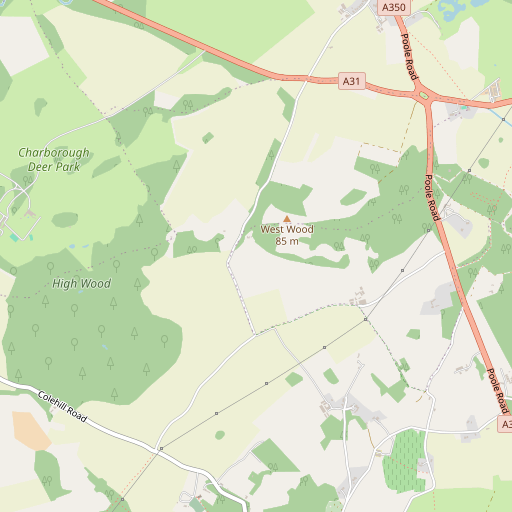 A350
Poole Road
A31
Charborough
Deer Park
Poole Road
West Wood
85 m
High Wood
Poole Road
Colehill Road
A3